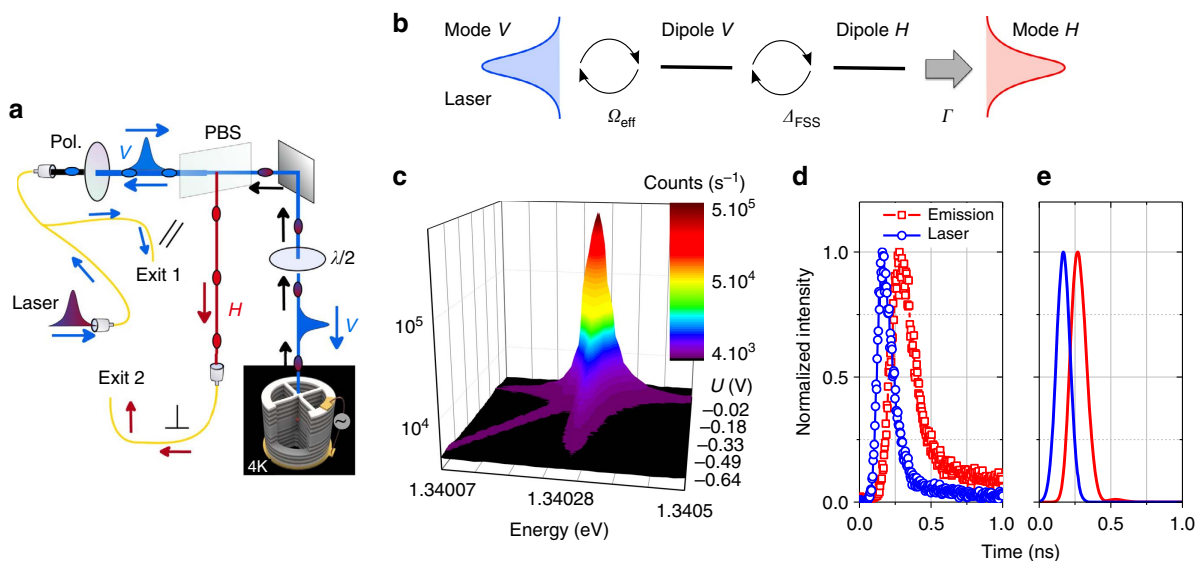 a
Pol.
V
PBS
Exit 1
λ/2
Laser
H
V
Exit 2
4K
b
Mode V
Dipole V
Dipole H
Mode H
Laser
Ω_eff
Δ_FSS
Γ
c
Counts (s⁻¹)
5.10⁵
5.10⁴
4.10³
10⁵
10⁴
U (V)
−0.02
−0.18
−0.33
−0.49
−0.64
1.34007
1.34028
1.3405
Energy (eV)
d
e
Emission
Laser
Normalized intensity
1.0
0.5
0.0
0.0
0.5
1.0
0.0
0.5
1.0
Time (ns)